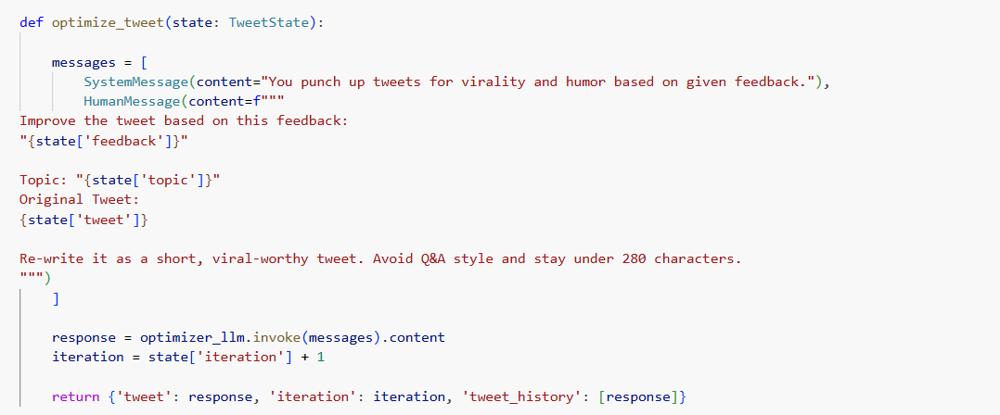 def optimize_tweet(state: TweetState):
messages = [
SystemMessage(content="You punch up tweets for virality and humor based on given feedback."),
HumanMessage(content=f"""
Improve the tweet based on this feedback:
"{state['feedback']}"
Topic: "{state['topic']}"
Original Tweet:
{state['tweet']}
Re-write it as a short, viral-worthy tweet. Avoid Q&A style and stay under 280 characters.
""")
]
response = optimizer_llm.invoke(messages).content
iteration = state['iteration'] + 1
return {'tweet': response, 'iteration': iteration, 'tweet_history': [response]}